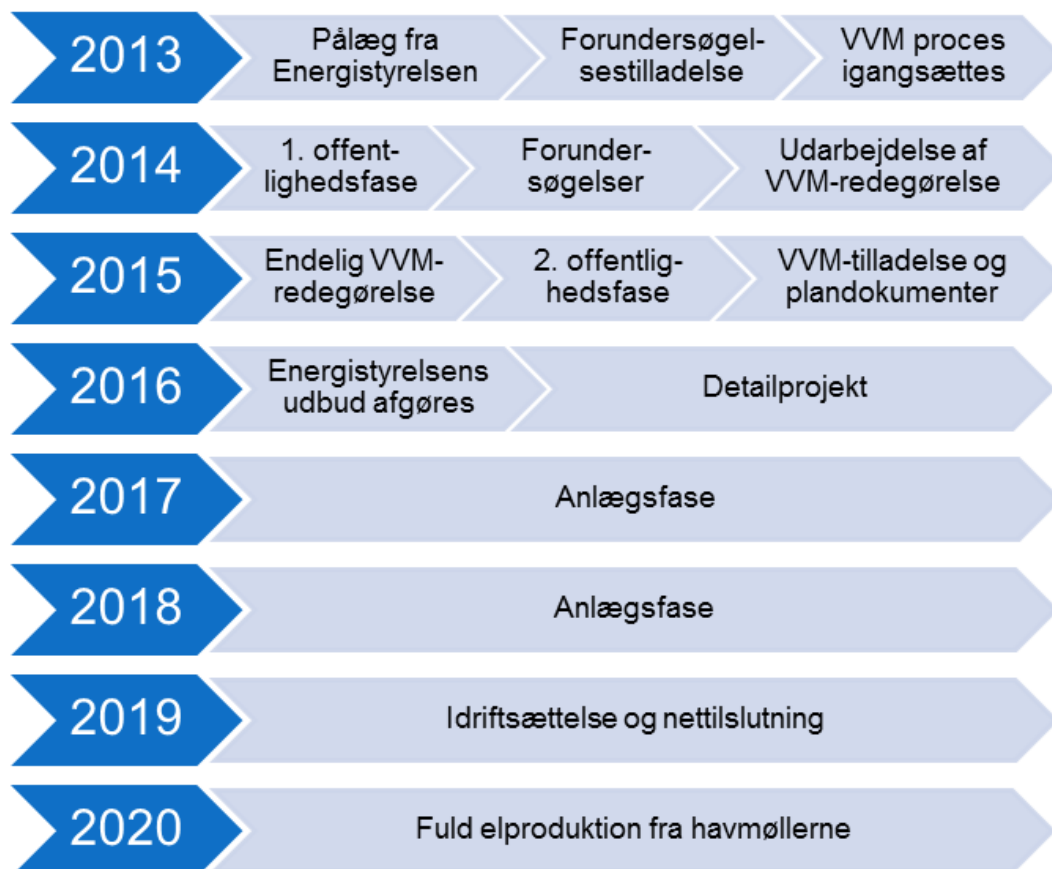 2013
Pålæg fra
Energistyrelsen
Forundersøgel-
sestilladelse
VVM proces
igangsættes
2014
1. offent-
lighedsfase
Forunder-
søgelser
Udarbejdelse af
VVM-redegørelse
2015
Endelig VVM-
redegørelse
2. offentlig-
hedsfase
VVM-tilladelse og
plandokumenter
2016
Energistyrelsens
udbud afgøres
Detailprojekt
2017
Anlægsfase
2018
Anlægsfase
2019
Idriftsættelse og nettilslutning
2020
Fuld elproduktion fra havmøllerne